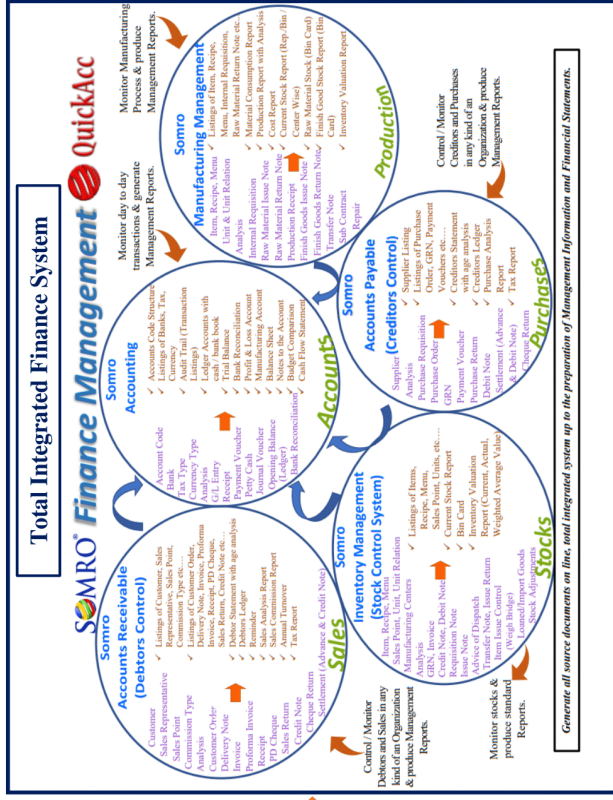 Total Integrated Finance System
SOMRO® Finance Management QuickAcc
Somro
Accounts Receivable
(Debtors Control)
Customer
Sales Representative
Sales Point
Commission Type
Analysis
Customer Order
Delivery Note
Invoice
Proforma Invoice
Receipt
PD Cheque
Sales Return
Credit Note
Cheque Return
Settlement (Advance & Credit Note)
✓ Listings of Customer, Sales
Representative, Sales Point,
Commission Type etc....
✓ Listings of Customer Order,
Delivery Note, Invoice, Proforma
Invoice, Receipt, PD Cheque,
Sales Return, Credit Note etc....
✓ Debtor Statement with age analysis
✓ Debtors Ledger
✓ Reminder
✓ Sales Analysis Report
✓ Sales Commission Report
✓ Annual Turnover
✓ Tax Report
Sales
Control / Monitor
Debtors and Sales in any
kind of an Organization
& produce Management
Reports.
Somro
Accounting
Account Code
Bank
Tax Type
Currency Type
Analysis
G/L Entry
Receipt
Payment Voucher
Petty Cash
Journal Voucher
Opening Balance
(Ledger)
Bank Reconciliation
✓ Accounts Code Structure
✓ Listings of Banks, Tax,
Currency
✓ Audit Trail (Transaction
Listings)
✓ Ledger Accounts with
cash / bank book
✓ Trial Balance
✓ Bank Reconciliation
✓ Profit & Loss Account
✓ Manufacturing Account
✓ Balance Sheet
✓ Notes to the Account
✓ Budget Comparison
✓ Cash Flow Statement
Accounts
Monitor day to day
transactions & generate
Management Reports.
Somro
Manufacturing Management
Item, Recipe, Menu
Unit & Unit Relation
Analysis
Internal Requisition
Raw Material Issue Note
Raw Material Return Note
Production Receipt
Finish Goods Issue Note
Finish Goods Return Note
Transfer Note
Sub Contract
Repair
✓ Listings of Item, Recipe,
Menu, Internal Requisition,
Raw Material Return Note etc..
✓ Material Consumption Report
✓ Production Report with Analysis
✓ Cost Report
✓ Current Stock Report (Rep./Bin /
Center Wise)
✓ Raw Material Stock (Bin Card)
✓ Finish Good Stock Report (Bin
Card)
✓ Inventory Valuation Report
Production
Monitor Manufacturing
Process & produce
Management Reports.
Somro
Inventory Management
(Stock Control System)
Item, Recipe, Menu
Sales Point, Unit, Unit Relation
Manufacturing Centers
Analysis
GRN, Invoice
Credit Note, Debit Note
Requisition Note
Issue Note
Advice of Dispatch
Transfer Note, Issue Return
Item Issue Control
(Weigh Bridge)
Loaned/Import Goods
Stock Adjustments
✓ Listings of Items,
Recipe, Menu,
Sales Point, Units, etc....
✓ Current Stock Report
✓ Bin Card
✓ Inventory Valuation
Report (Current, Actual,
Weighted Average Value)
Stocks
Monitor stocks &
produce standard
Reports.
Somro
Accounts Payable
(Creditors Control)
Supplier
Analysis
Purchase Requisition
Purchase Order
GRN
Payment Voucher
Purchase Return
Debit Note
Settlement (Advance
& Debit Note)
Cheque Return
✓ Supplier Listing
✓ Listings of Purchase
Order, GRN, Payment
Vouchers etc.…
✓ Creditors Statement
with age analysis
✓ Creditors Ledger
✓ Purchase Analysis
Report
✓ Tax Report
Purchases
Control / Monitor
Creditors and Purchases
in any kind of an
Organization & produce
Management Reports.
Generate all source documents on line, total integrated system up to the preparation of Management Information and Financial Statements.